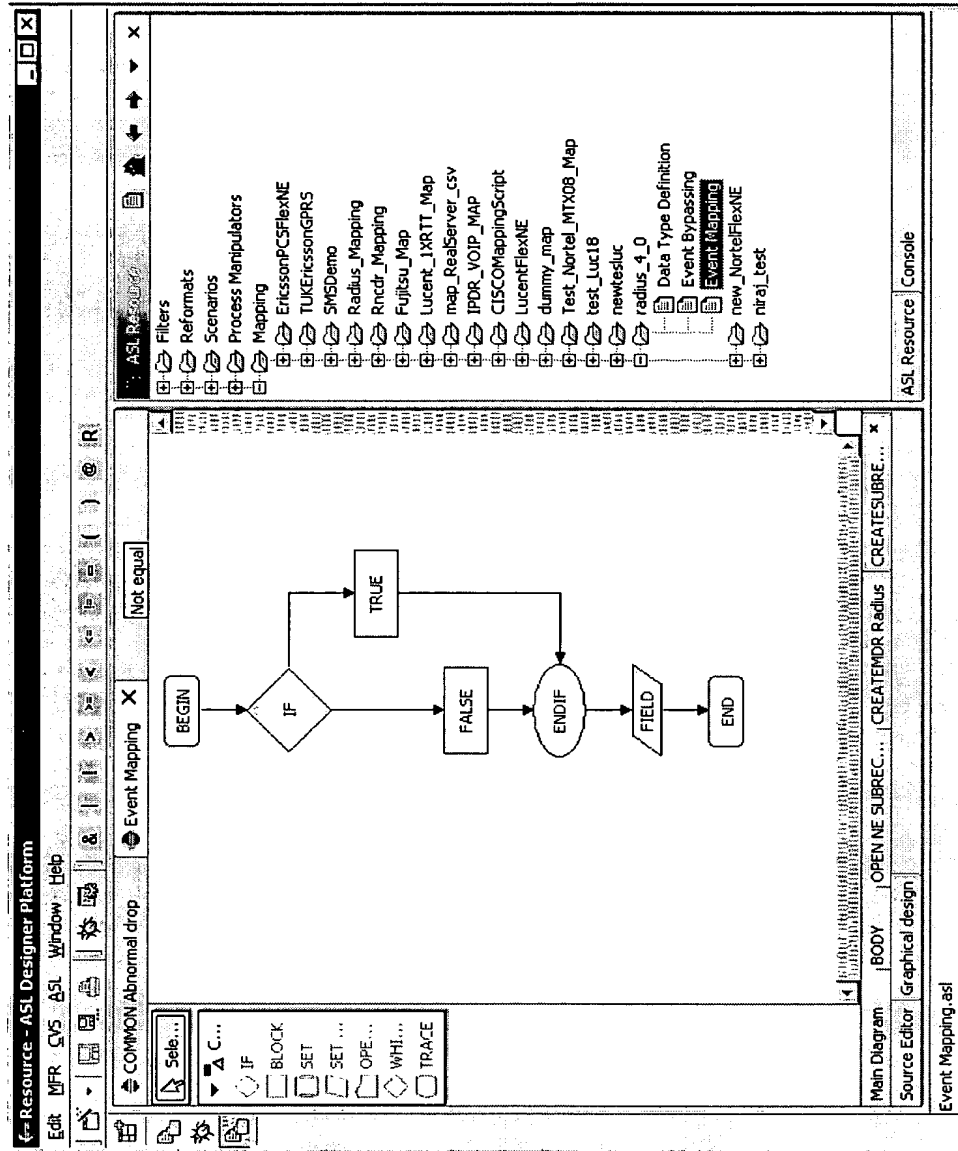 Resource - ASL Designer Platform
Edit MFR CVS ASL Window Help
& | || > >= < <= != = ( ) @ R
COMMON Abnormal drop
Event Mapping
Not equal
Sele...
C...
IF
BLOCK
SET
SET ...
OPE...
WHI...
TRACE
BEGIN
IF
TRUE
FALSE
ENDIF
FIELD
END
Main Diagram
BODY
OPEN NE SUBREC...
CREATEMDR Radius
CREATESUBRE...
Source Editor
Graphical design
ASL Resource
Filters
Reformats
Scenarios
Process Manipulators
Mapping
EricssonPCSFlexNE
TUKEricssonGPRS
SMSDemo
Radius_Mapping
Rncdr_Mapping
Fujitsu_Map
Lucent_1XRTT_Map
map_RealServer_csv
IPDR_VOIP_MAP
CISCOMappingScript
LucentFlexNE
dummy_map
Test_Nortel_MTX08_Map
test_Luc18
newtesluc
radius_4_0
Data Type Definition
Event Bypassing
Event Mapping
new_NortelFlexNE
niraj_test
ASL Resource
Console
Event Mapping.asl